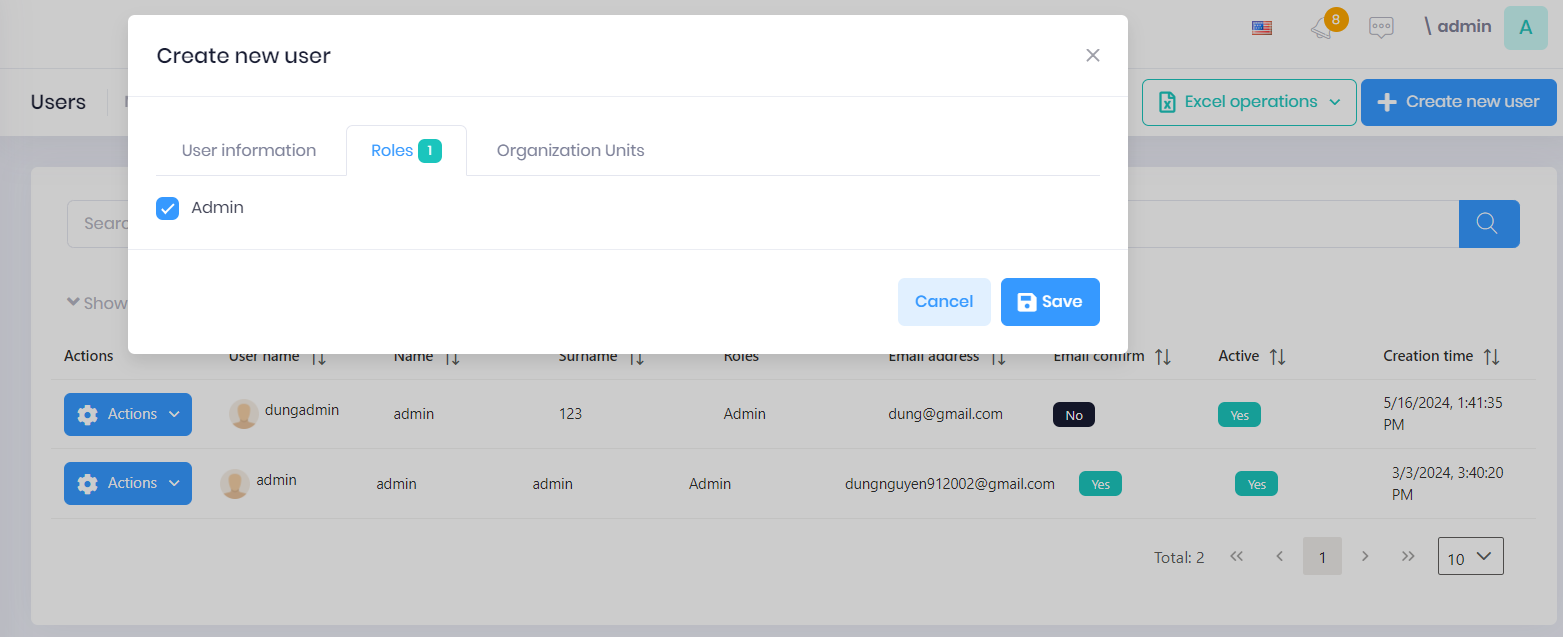 Create new user
8
\ admin
A
Users
Excel operations
Create new user
User information
Roles 1
Organization Units
Admin
Cancel
Save
Show
Actions
User name
Name
Surname
Roles
Email address
Email confirm
Active
Creation time
Actions
dungadmin
admin
123
Admin
dung@gmail.com
No
Yes
5/16/2024, 1:41:35
PM
Actions
admin
admin
admin
Admin
dungnguyen912002@gmail.com
Yes
Yes
3/3/2024, 3:40:20
PM
Total: 2
1
10